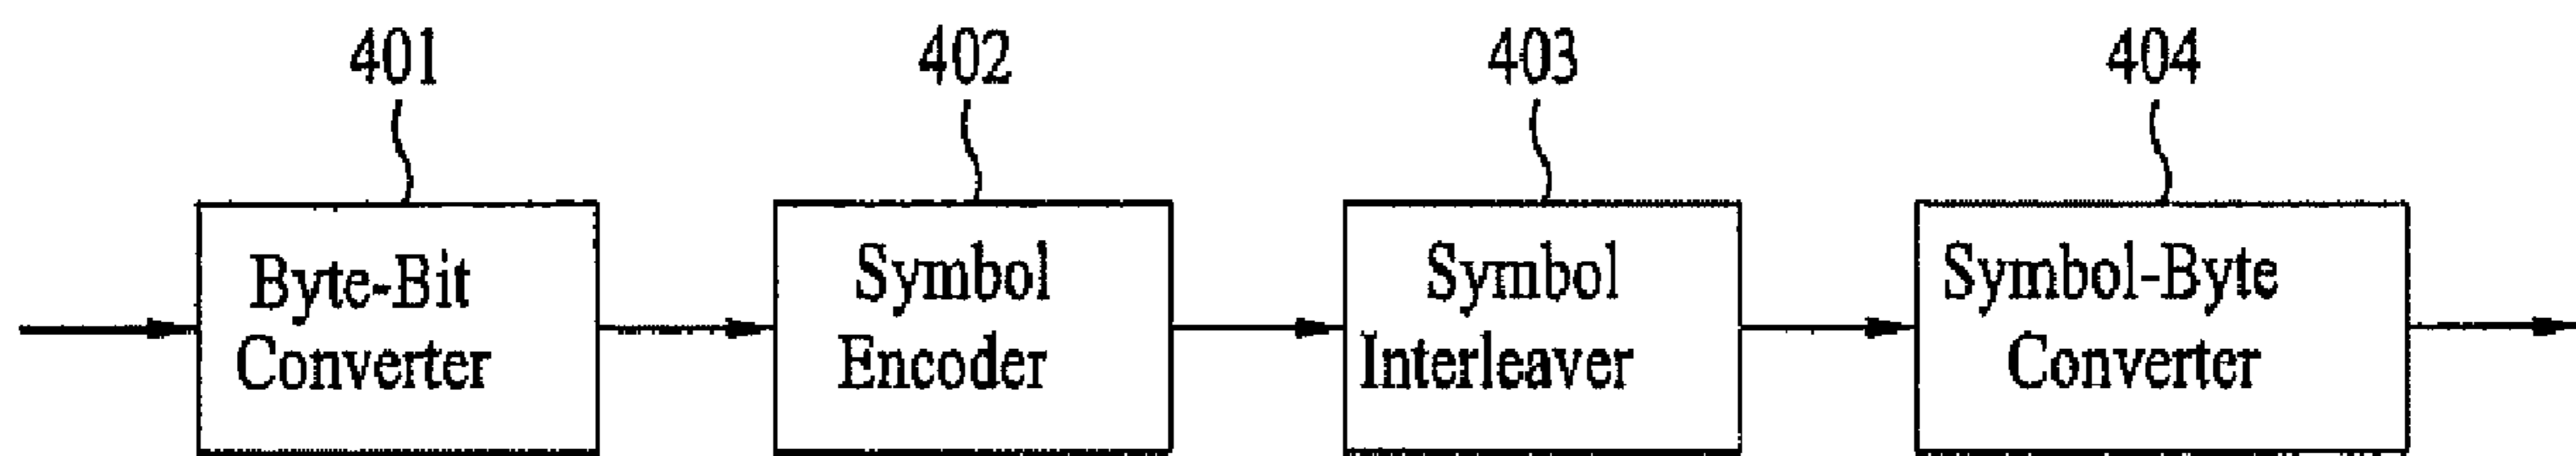 401
402
403
404
Byte-Bit
Converter
Symbol
Encoder
Symbol
Interleaver
Symbol-Byte
Converter